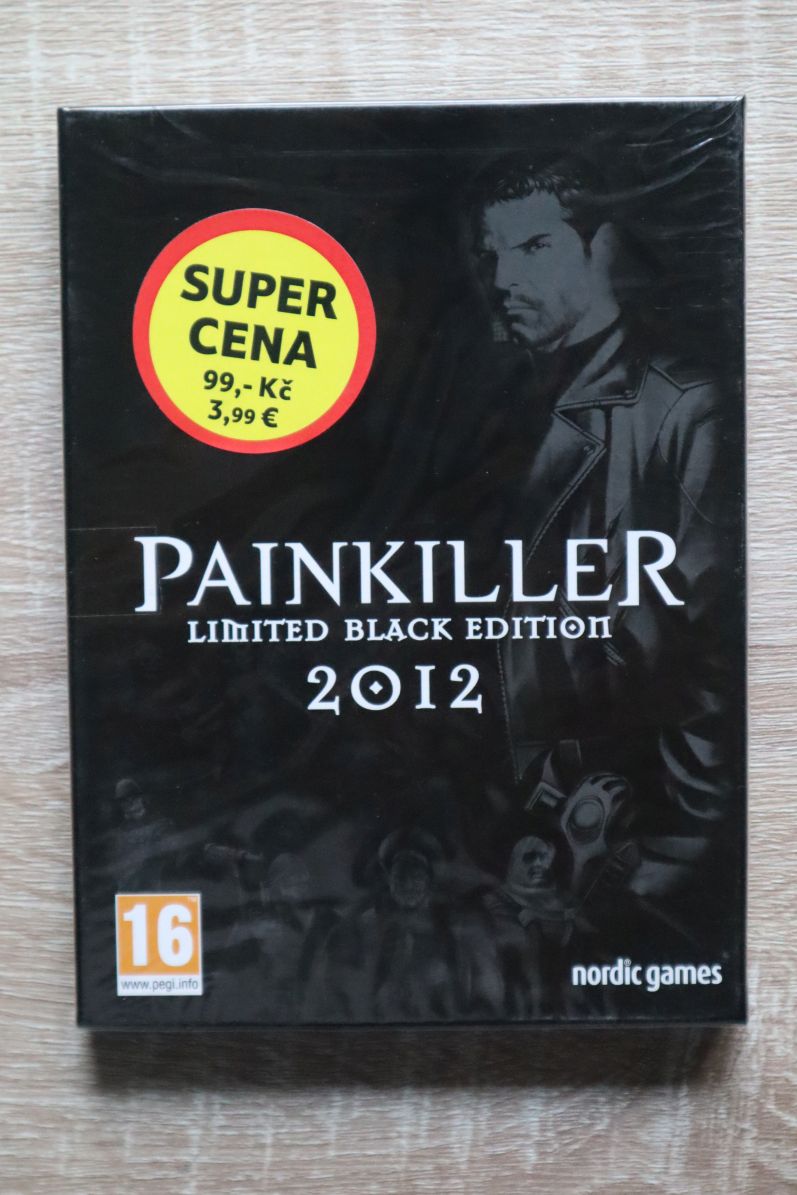 SUPER
CENA
99,- Kč
3,99 €
PAINKILLER
LIMITED BLACK EDITION
2012
16
www.pegi.info
nordic games